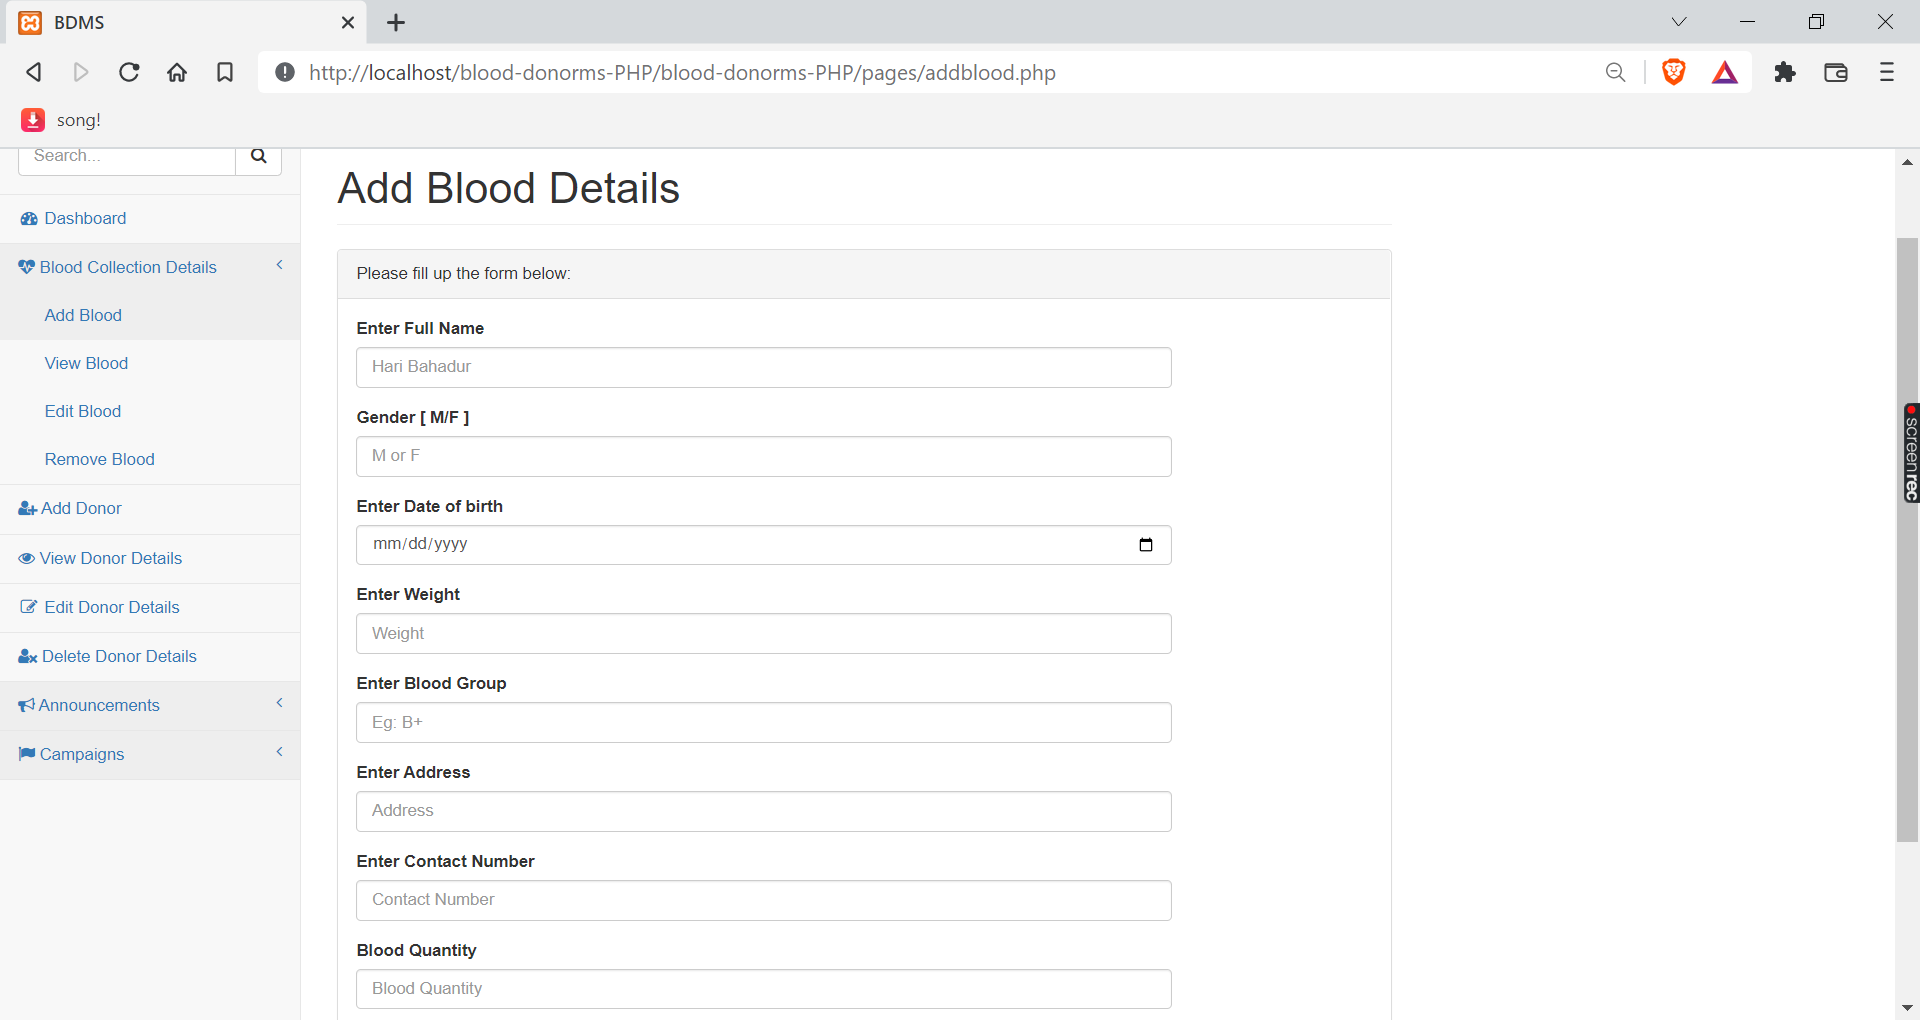 BDMS
http://localhost/blood-donorms-PHP/blood-donorms-PHP/pages/addblood.php
song!
Search...
Dashboard
Blood Collection Details
Add Blood
View Blood
Edit Blood
Remove Blood
Add Donor
View Donor Details
Edit Donor Details
Delete Donor Details
Announcements
Campaigns
Add Blood Details
Please fill up the form below:
Enter Full Name
Hari Bahadur
Gender [ M/F ]
M or F
Enter Date of birth
mm/dd/yyyy
Enter Weight
Weight
Enter Blood Group
Eg: B+
Enter Address
Address
Enter Contact Number
Contact Number
Blood Quantity
Blood Quantity
screenrec